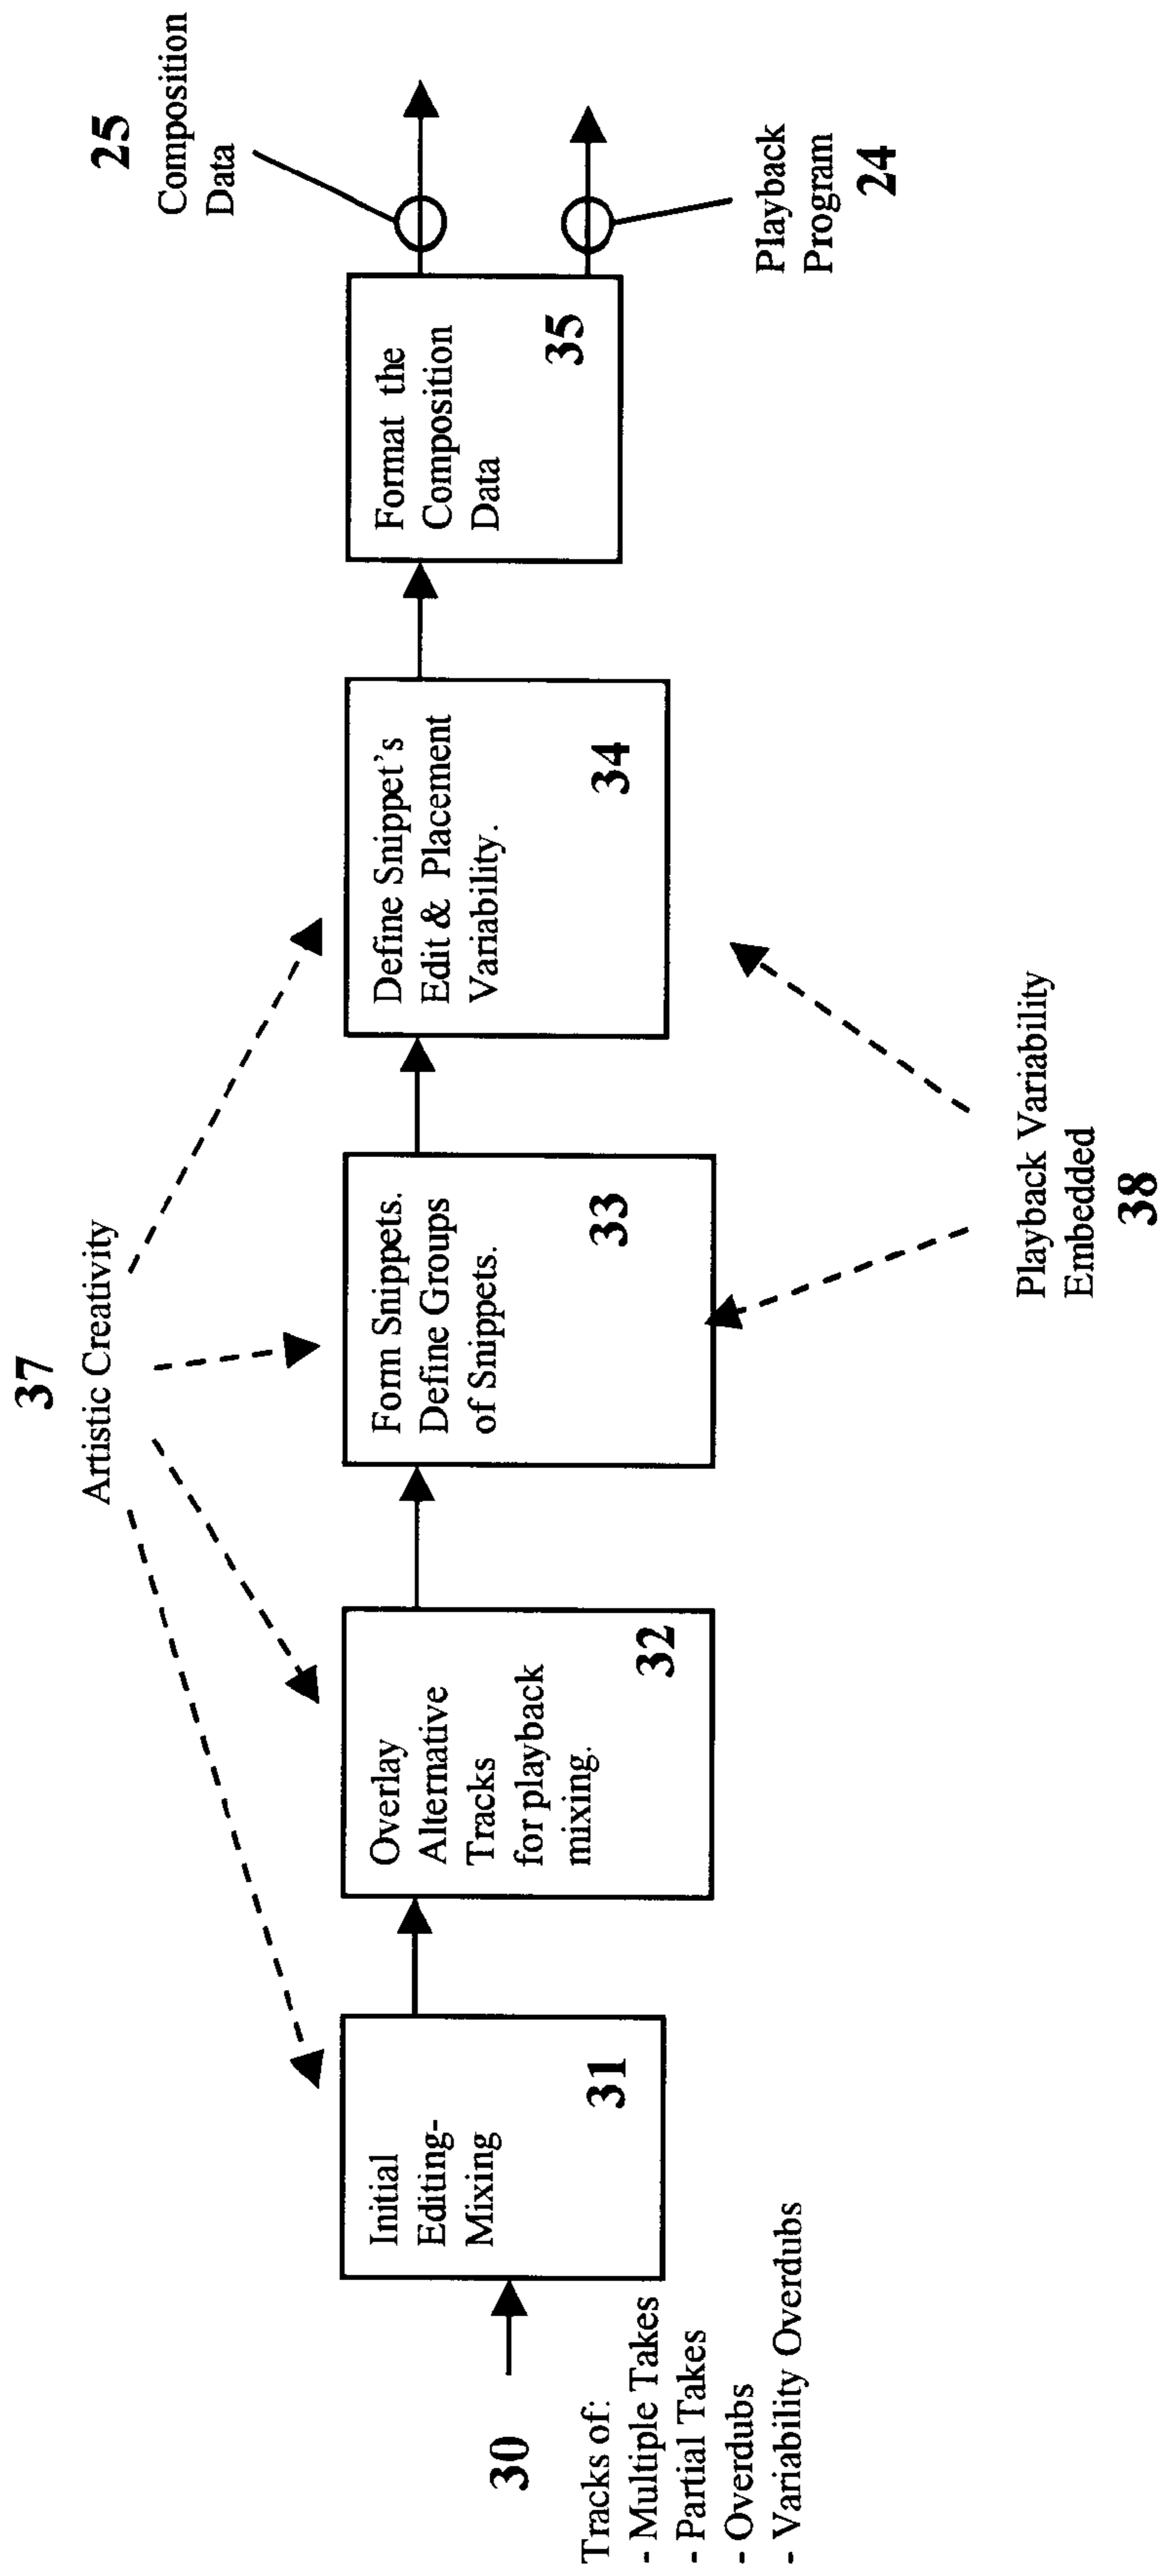 37
Artistic Creativity
25
Composition
Data
30
Tracks of:
- Multiple Takes
- Partial Takes
- Overdubs
- Variability Overdubs
Initial
Editing-
Mixing
31
Overlay
Alternative
Tracks
for playback
mixing.
32
Form Snippets.
Define Groups
of Snippets.
33
Define Snippet's
Edit & Placement
Variability.
34
Format the
Composition
Data
35
Playback
Program
24
Playback Variability
Embedded
38